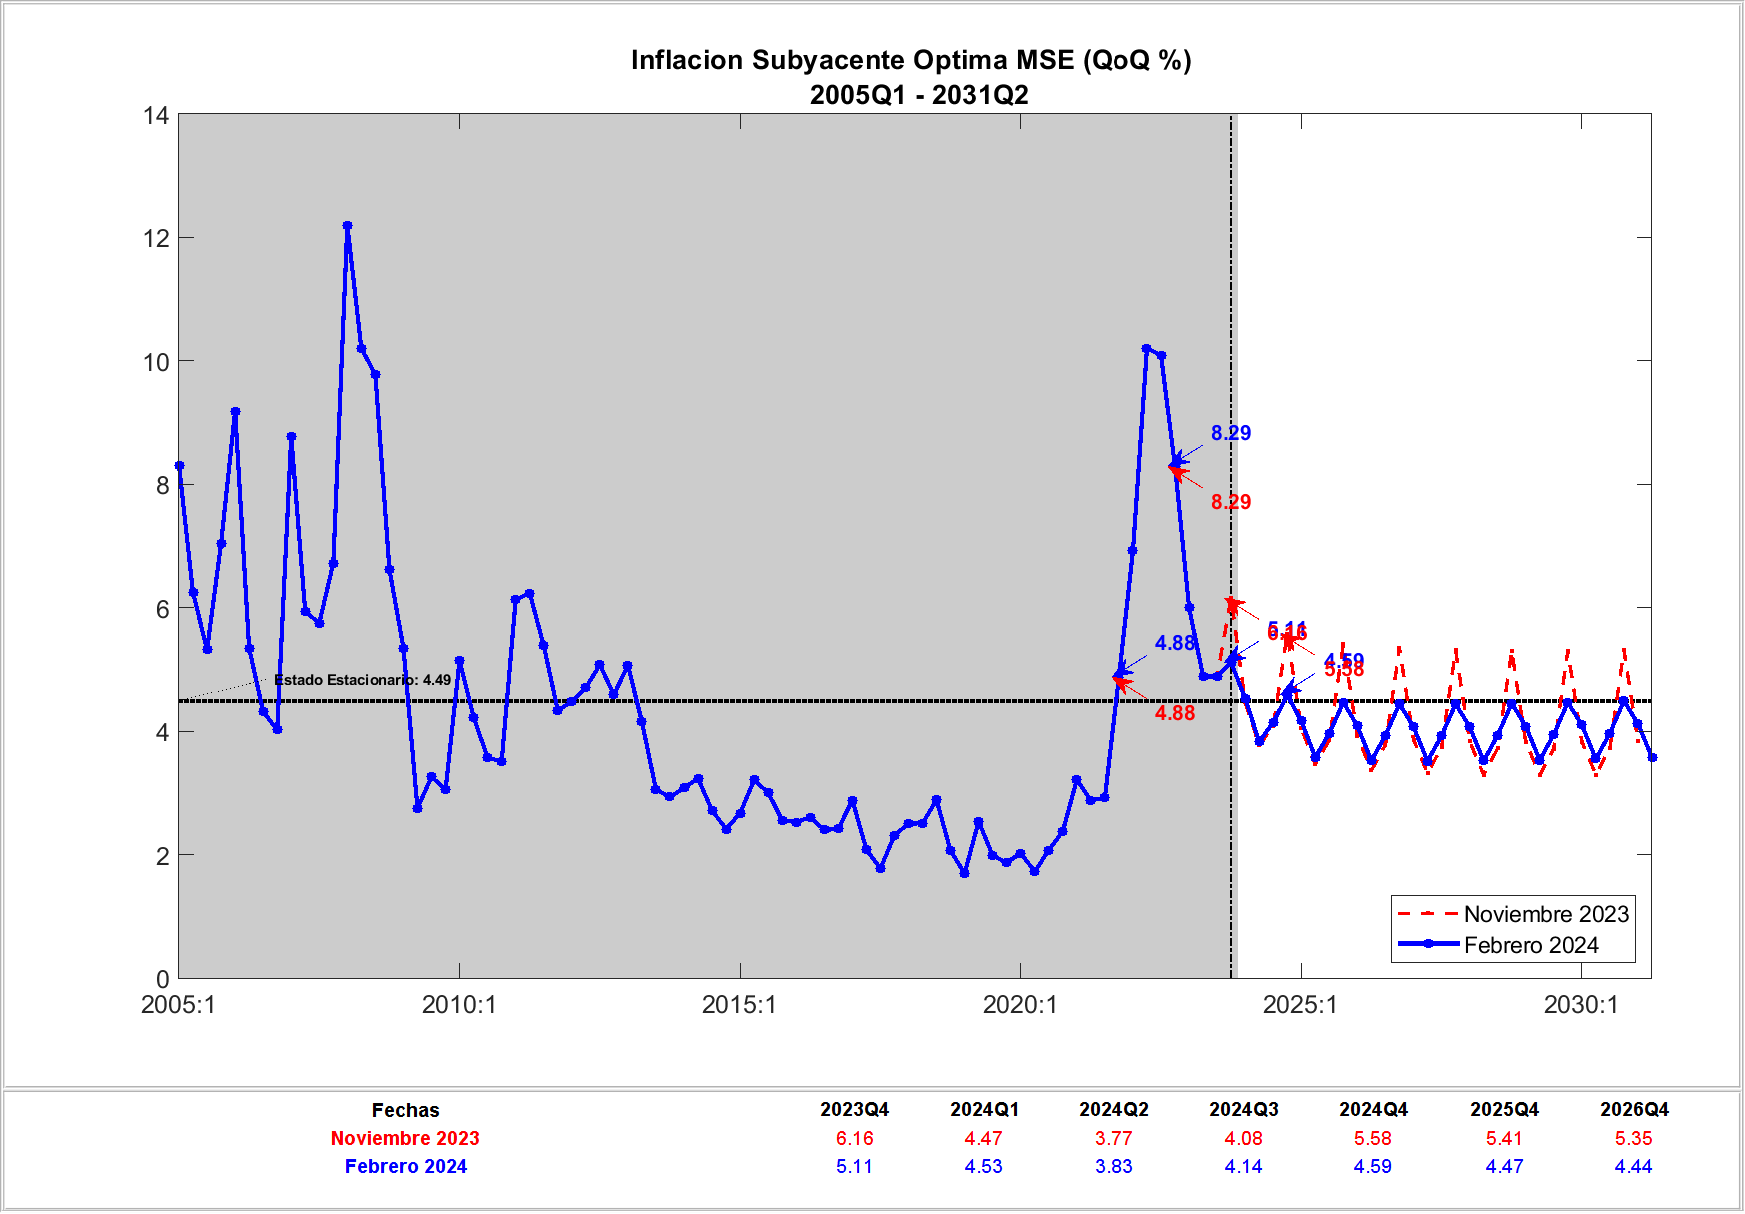 Inflacion Subyacente Optima MSE (QoQ %)
2005Q1 - 2031Q2
14
12
10
8
6
4
2
0
8.29
8.29
5.11
6.16
4.88
4.59
5.58
Estado Estacionario: 4.49
4.88
Noviembre 2023
Febrero 2024
2005:1 2010:1 2015:1 2020:1 2025:1 2030:1
Fechas 2023Q4 2024Q1 2024Q2 2024Q3 2024Q4 2025Q4 2026Q4
Noviembre 2023 6.16 4.47 3.77 4.08 5.58 5.41 5.35
Febrero 2024 5.11 4.53 3.83 4.14 4.59 4.47 4.44